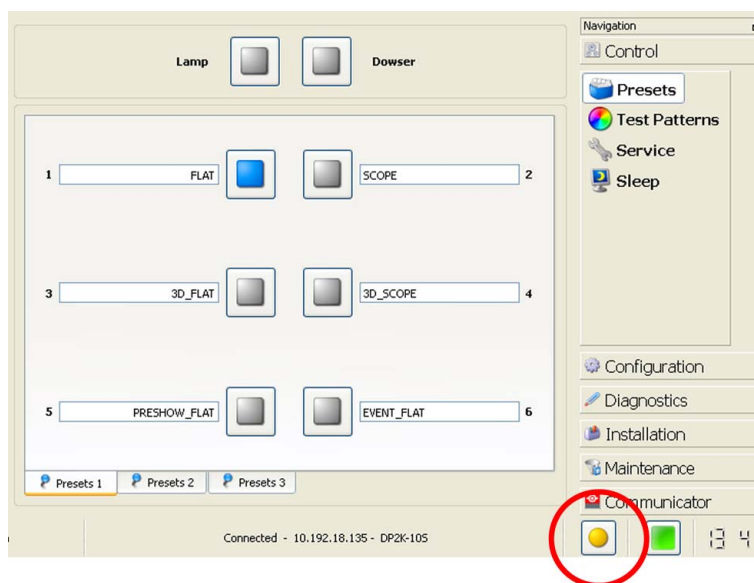 Navigation
Control
Lamp Dowser
Presets
Test Patterns
Service
Sleep
1 FLAT SCOPE 2
3 3D_FLAT 3D_SCOPE 4
5 PRESHOW_FLAT EVENT_FLAT 6
Configuration
Diagnostics
Installation
Maintenance
Communicator
Presets 1 Presets 2 Presets 3
Connected - 10.192.18.135 - DP2K-10S
13 4